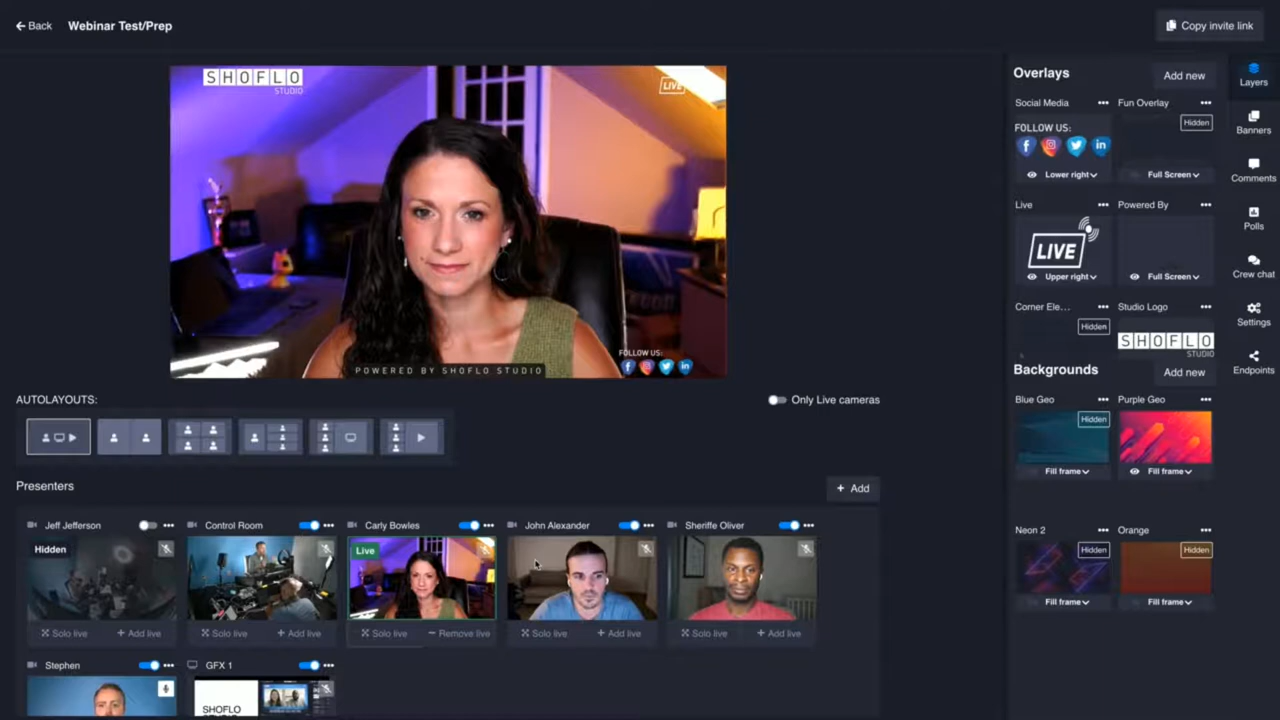 Back
Webinar Test/Prep
Copy invite link
SHOFLO
STUDIO
LIVE
FOLLOW US:
POWERED BY SHOFLO STUDIO
Overlays
Add new
Social Media
Fun Overlay
FOLLOW US:
Hidden
Lower right
Full Screen
Live
Powered By
LIVE
Upper right
Full Screen
Corner Ele...
Studio Logo
Hidden
SHOFLO
STUDIO
Backgrounds
Add new
Blue Geo
Purple Geo
Hidden
Fill frame
Fill frame
Neon 2
Orange
Hidden
Hidden
Fill frame
Fill frame
Layers
Banners
Comments
Polls
Crew chat
Settings
Endpoints
AUTOLAYOUTS:
Only Live cameras
Presenters
+ Add
Jeff Jefferson
Hidden
Solo live
+ Add live
Control Room
Solo live
+ Add live
Carly Bowles
Live
Solo live
− Remove live
John Alexander
Solo live
+ Add live
Sheriffe Oliver
Solo live
+ Add live
Stephen
GFX 1
SHOFLO